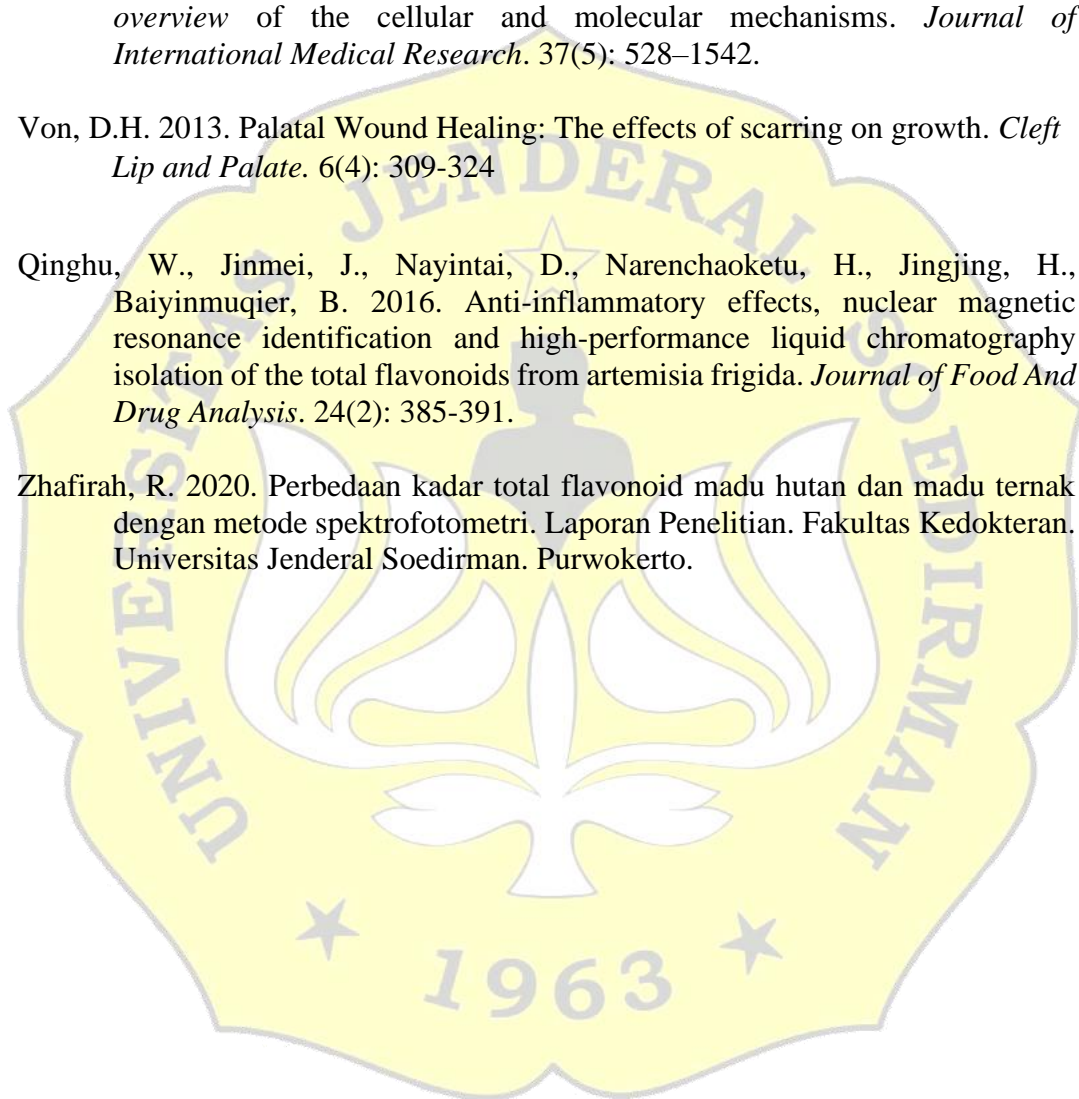 overview of the cellular and molecular mechanisms. Journal of
International Medical Research. 37(5): 528–1542.
Von, D.H. 2013. Palatal Wound Healing: The effects of scarring on growth. Cleft
Lip and Palate. 6(4): 309-324
Qinghu, W., Jinmei, J., Nayintai, D., Narenchaoketu, H., Jingjing, H.,
Baiyinmuqier, B. 2016. Anti-inflammatory effects, nuclear magnetic
resonance identification and high-performance liquid chromatography
isolation of the total flavonoids from artemisia frigida. Journal of Food And
Drug Analysis. 24(2): 385-391.
Zhafirah, R. 2020. Perbedaan kadar total flavonoid madu hutan dan madu ternak
dengan metode spektrofotometri. Laporan Penelitian. Fakultas Kedokteran.
Universitas Jenderal Soedirman. Purwokerto.
UNIVERSITAS JENDERAL SOEDIRMAN
1963